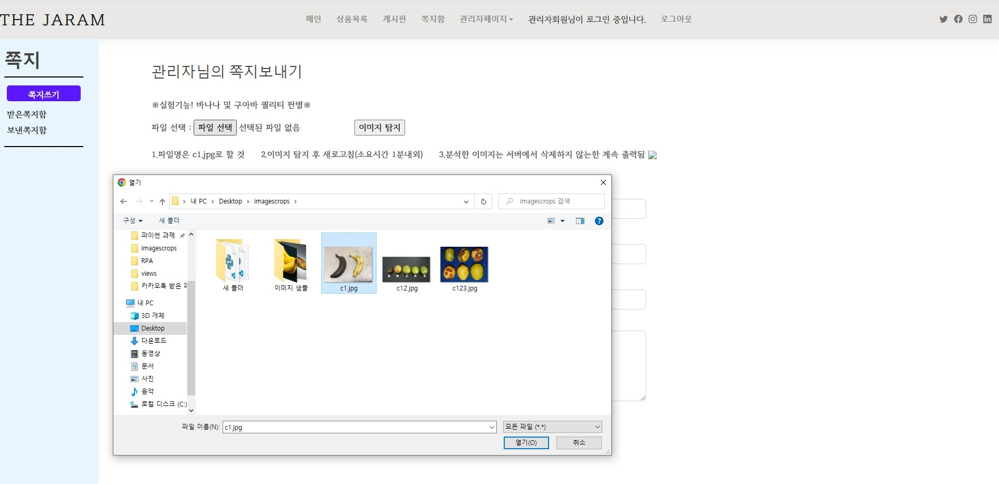 THE JARAM 메인 상품목록 게시판 쪽지함 관리자페이지 관리자회원님이 로그인 중입니다. 로그아웃
쪽지
쪽지쓰기
받은쪽지함
보낸쪽지함
관리자님의 쪽지보내기
※실험기능! 바나나 및 구아바 퀄리티 판별※
파일 선택 : 파일 선택 선택된 파일 없음 이미지 탐지
1.파일명은 c1.jpg로 할 것 2.이미지 탐지 후 새로고침(소요시간 1분내외) 3.분석한 이미지는 서버에서 삭제하지 않는한 계속 출력됨
열기
내 PC › Desktop › imagescrops ›
imagescrops 검색
구성 새 폴더
파이썬 과제
imagescrops
RPA
views
카카오톡 받은
내 PC
3D 개체
Desktop
다운로드
동영상
문서
사진
음악
로컬 디스크 (C:)
새 폴더 이미지 샘플 c1.jpg c12.jpg c123.jpg
A B C D E
파일 이름(N): c1.jpg 모든 파일 (*.*)
열기(O) 취소